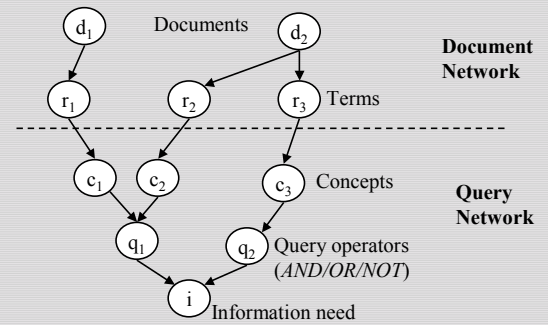 d1 Documents d2
Document
Network
r1 r2 r3 Terms
c1 c2 c3 Concepts
Query
Network
q1 q2 Query operators
(AND/OR/NOT)
i Information need